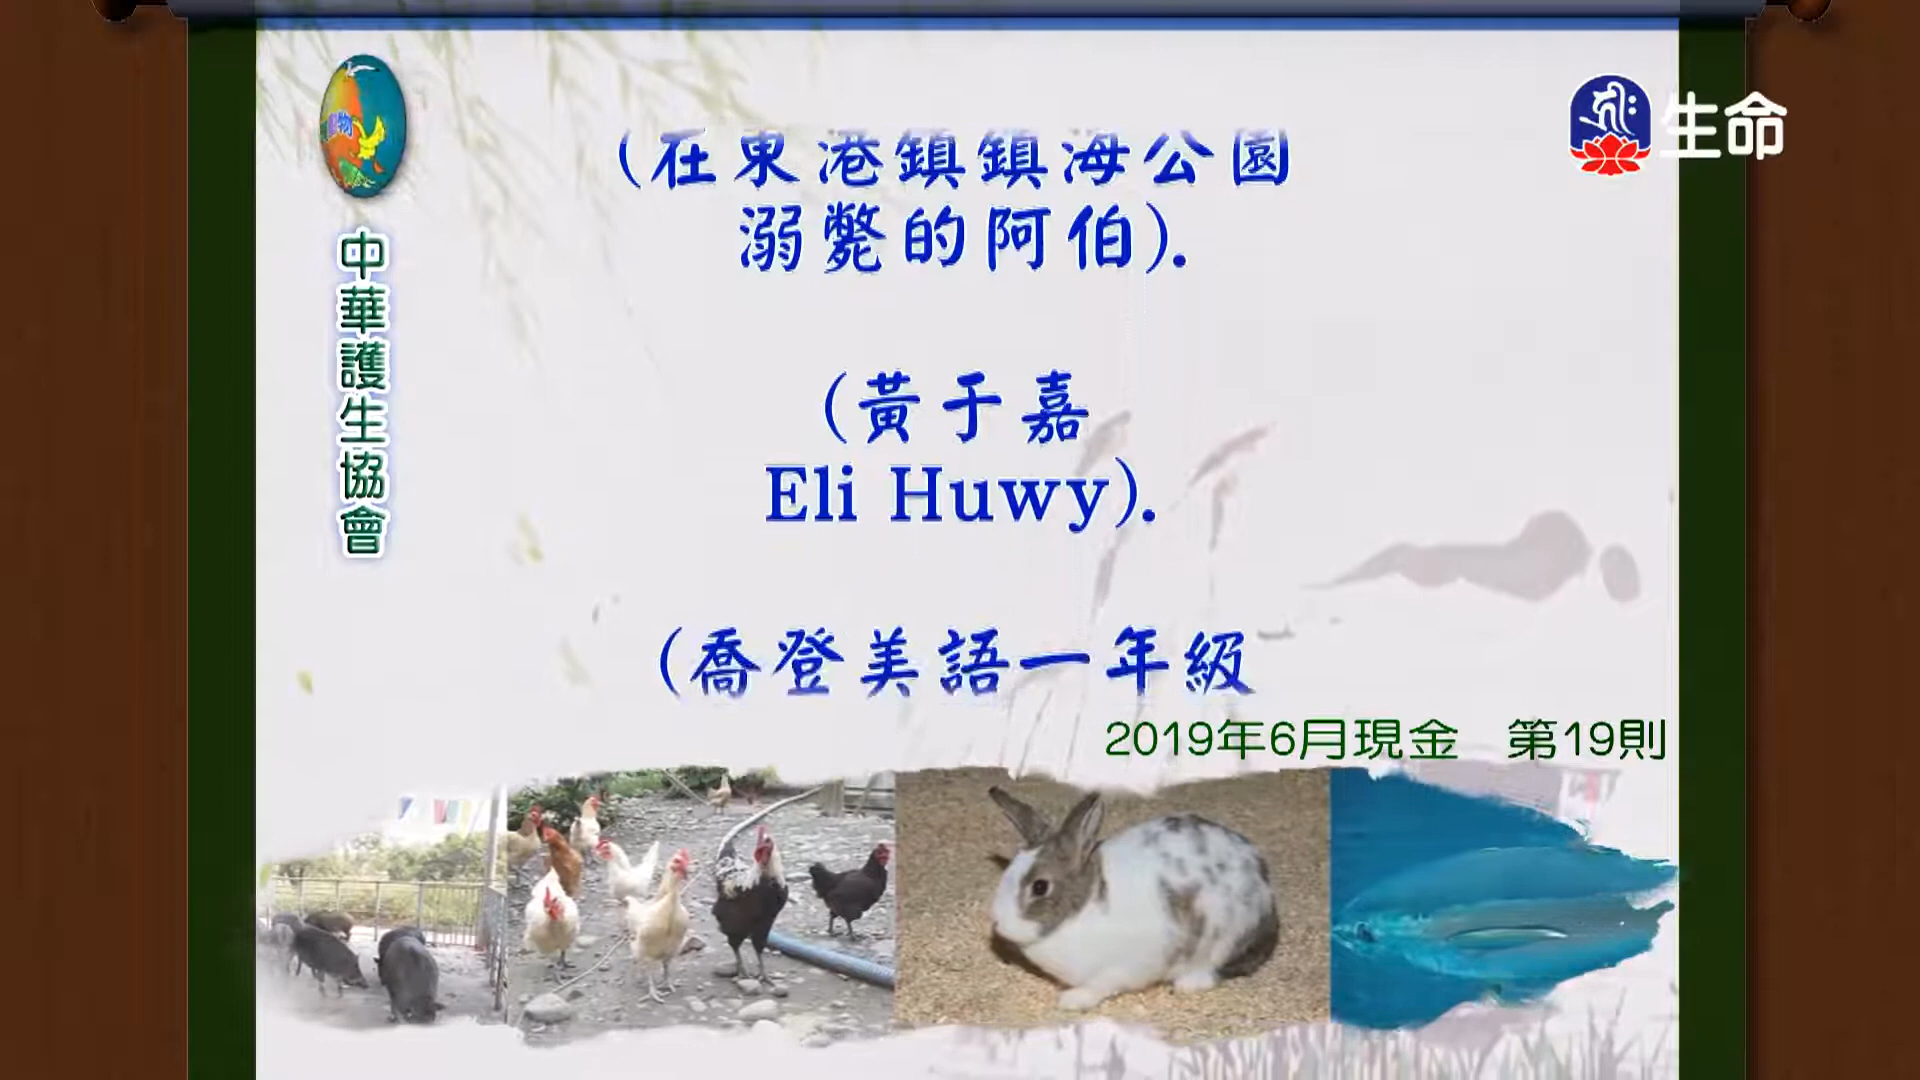 生命
中華護生協會
(在東港鎮鎮海公園
溺斃的阿伯).
(黃于嘉
Eli Huwy).
(喬登美語一年級
2019年6月現金 第19則